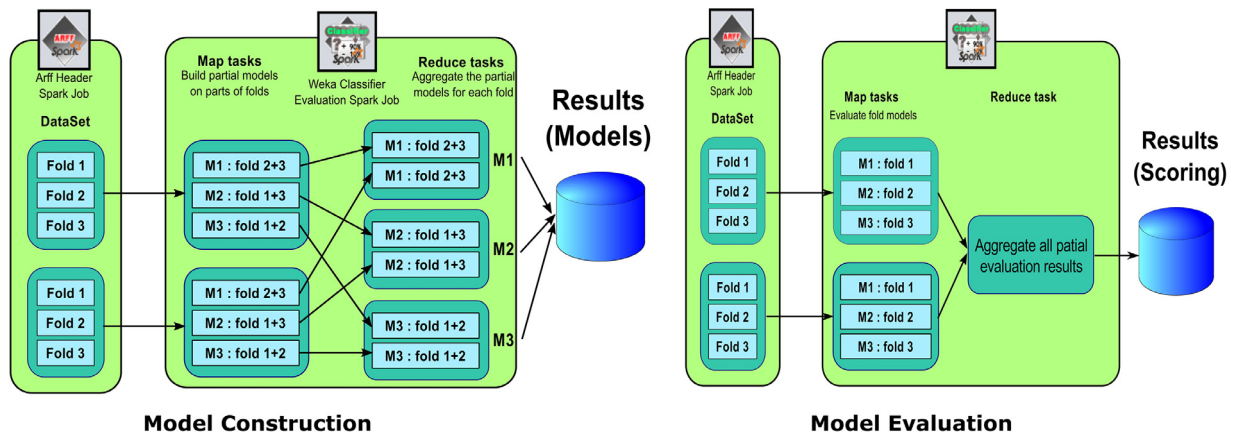 ARFF
Spark
Arff Header
Spark Job
DataSet
Fold 1
Fold 2
Fold 3
Fold 1
Fold 2
Fold 3
Classifier
Map tasks
Build partial models
on parts of folds
Weka Classifier
Evaluation Spark Job
Reduce tasks
Aggregate the partial
models for each fold
M1 : fold 2+3
M2 : fold 1+3
M3 : fold 1+2
M1 : fold 2+3
M2 : fold 1+3
M3 : fold 1+2
M1 : fold 2+3
M1 : fold 2+3
M2 : fold 1+3
M2 : fold 1+3
M3 : fold 1+2
M3 : fold 1+2
M1
M2
M3
Results
(Models)
Model Construction
ARFF
Spark
Arff Header
Spark Job
DataSet
Fold 1
Fold 2
Fold 3
Fold 1
Fold 2
Fold 3
Classifier
Map tasks
Evaluate fold models
Reduce task
M1 : fold 1
M2 : fold 2
M3 : fold 3
M1 : fold 1
M2 : fold 2
M3 : fold 3
Aggregate all patial
evaluation results
Results
(Scoring)
Model Evaluation